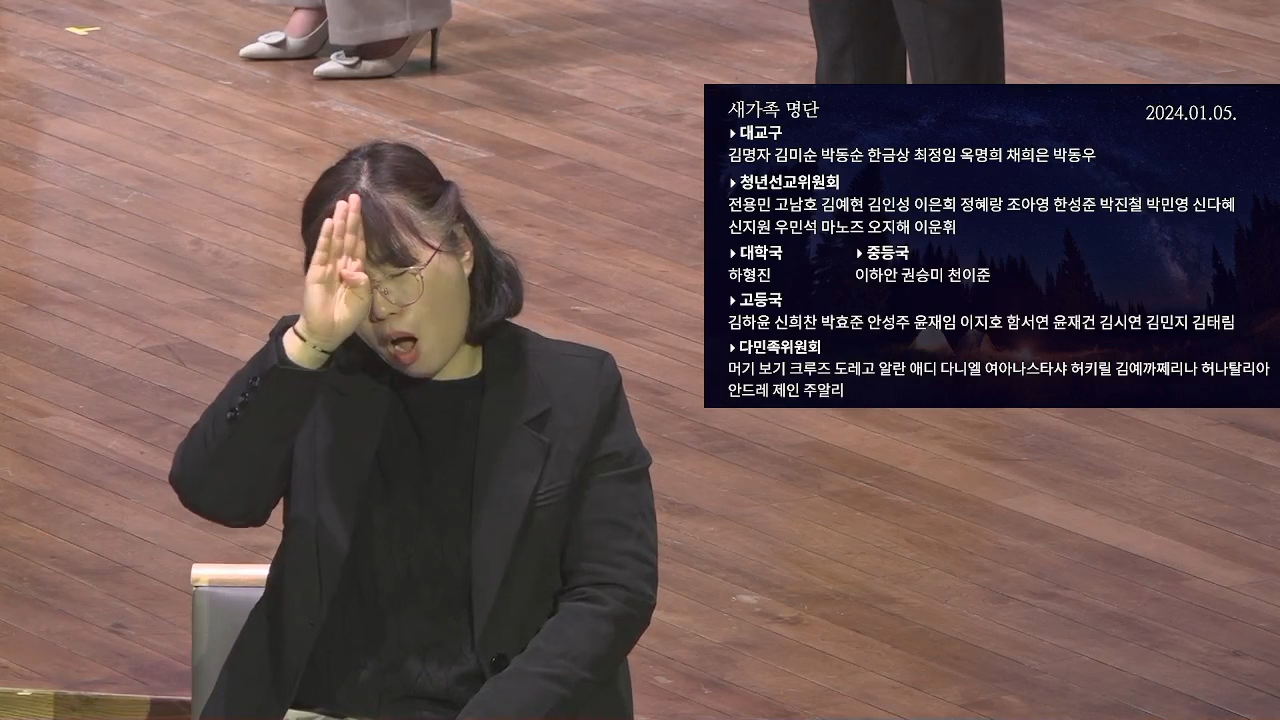 새가족 명단
2024.01.05.
대교구
김명자 김미순 박동순 한금상 최정임 옥명희 채희은 박동우
청년선교위원회
전용민 고남호 김예현 김인성 이은희 정혜랑 조아영 한성준 박진철 박민영 신다혜
신지원 우민석 마노즈 오지해 이운휘
대학국
중등국
하형진
이하안 권승미 천이준
고등국
김하윤 신희찬 박효준 안성주 윤재임 이지호 함서연 윤재건 김시연 김민지 김태림
다민족위원회
머기 보기 크루즈 도레고 알란 애디 다니엘 여아나스타샤 허키릴 김예까쩨리나 허나탈리아
안드레 제인 주알리